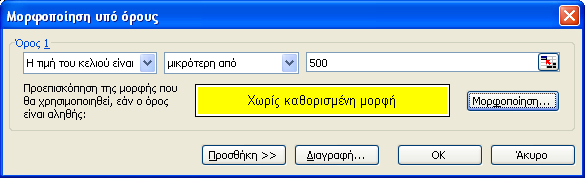 Μορφοποίηση υπό όρους
Όρος 1
Η τιμή του κελιού είναι μικρότερη από 500
Προεπισκόπηση της μορφής που
θα χρησιμοποιηθεί, εάν ο όρος
είναι αληθής:
Χωρίς καθορισμένη μορφή
Μορφοποίηση...
Προσθήκη >> Διαγραφή... OK Άκυρο